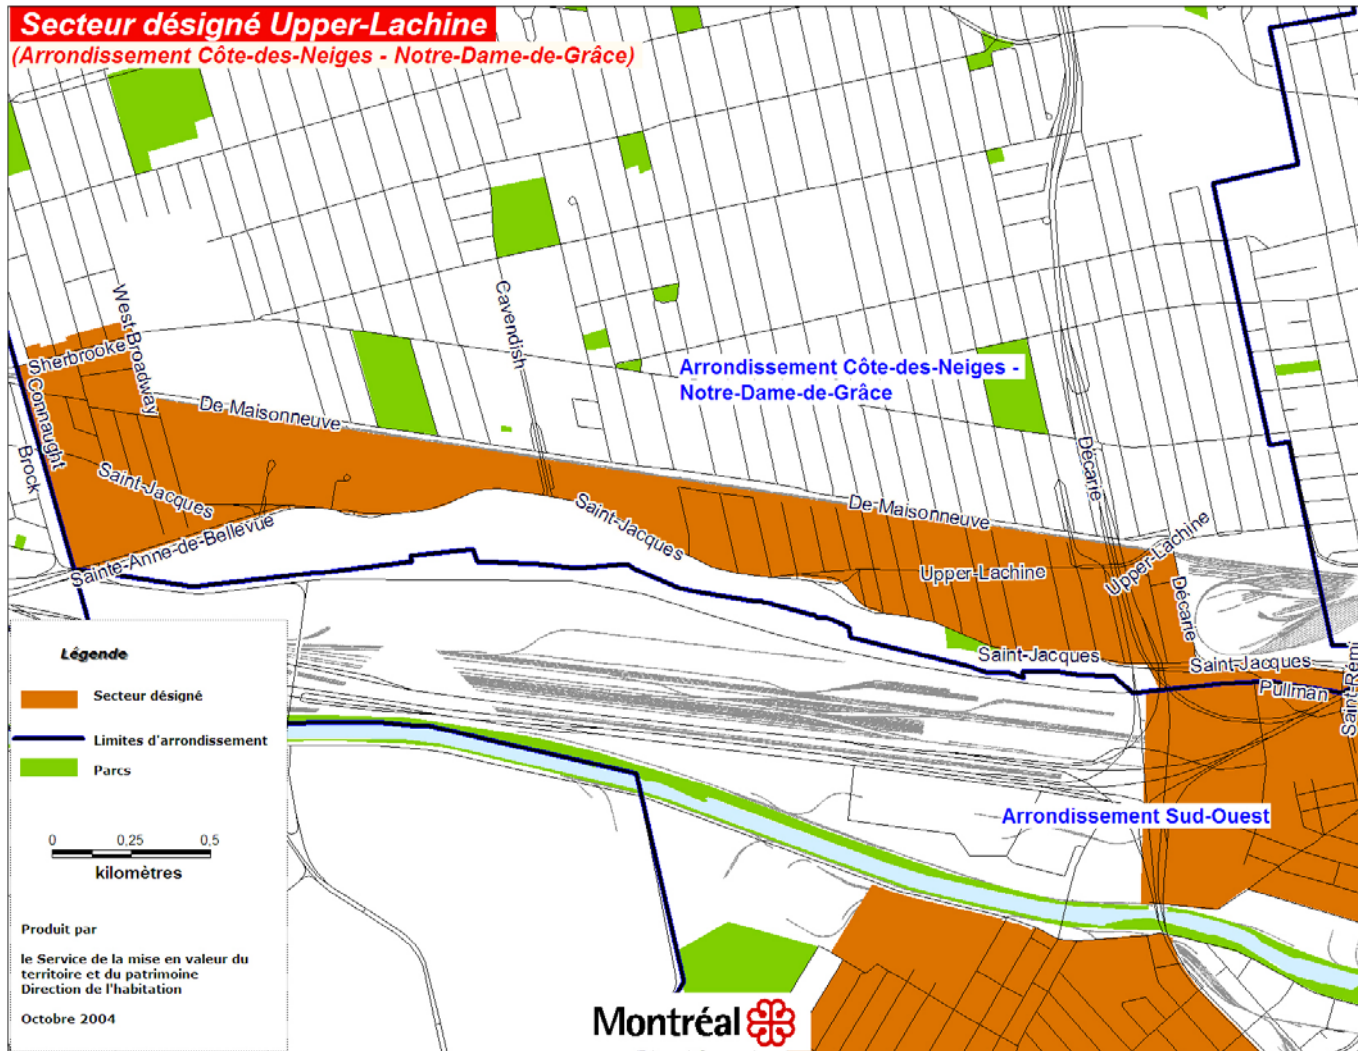 Secteur désigné Upper-Lachine
(Arrondissement Côte-des-Neiges - Notre-Dame-de-Grâce)
West Broadway
Cavendish
Sherbrooke
Connaught
Brock
De Maisonneuve
Arrondissement Côte-des-Neiges -
Notre-Dame-de-Grâce
Décarie
Saint-Jacques
Sainte-Anne-de-Bellevue
Saint-Jacques
De Maisonneuve
Upper-Lachine
Upper-Lachine
Décarie
Saint-Jacques
Saint-Jacques
Pullman
Saint-Rémi
Légende
Secteur désigné
Limites d'arrondissement
Parcs
0 0,25 0,5
kilomètres
Arrondissement Sud-Ouest
Produit par
le Service de la mise en valeur du
territoire et du patrimoine
Direction de l'habitation
Octobre 2004
Montréal